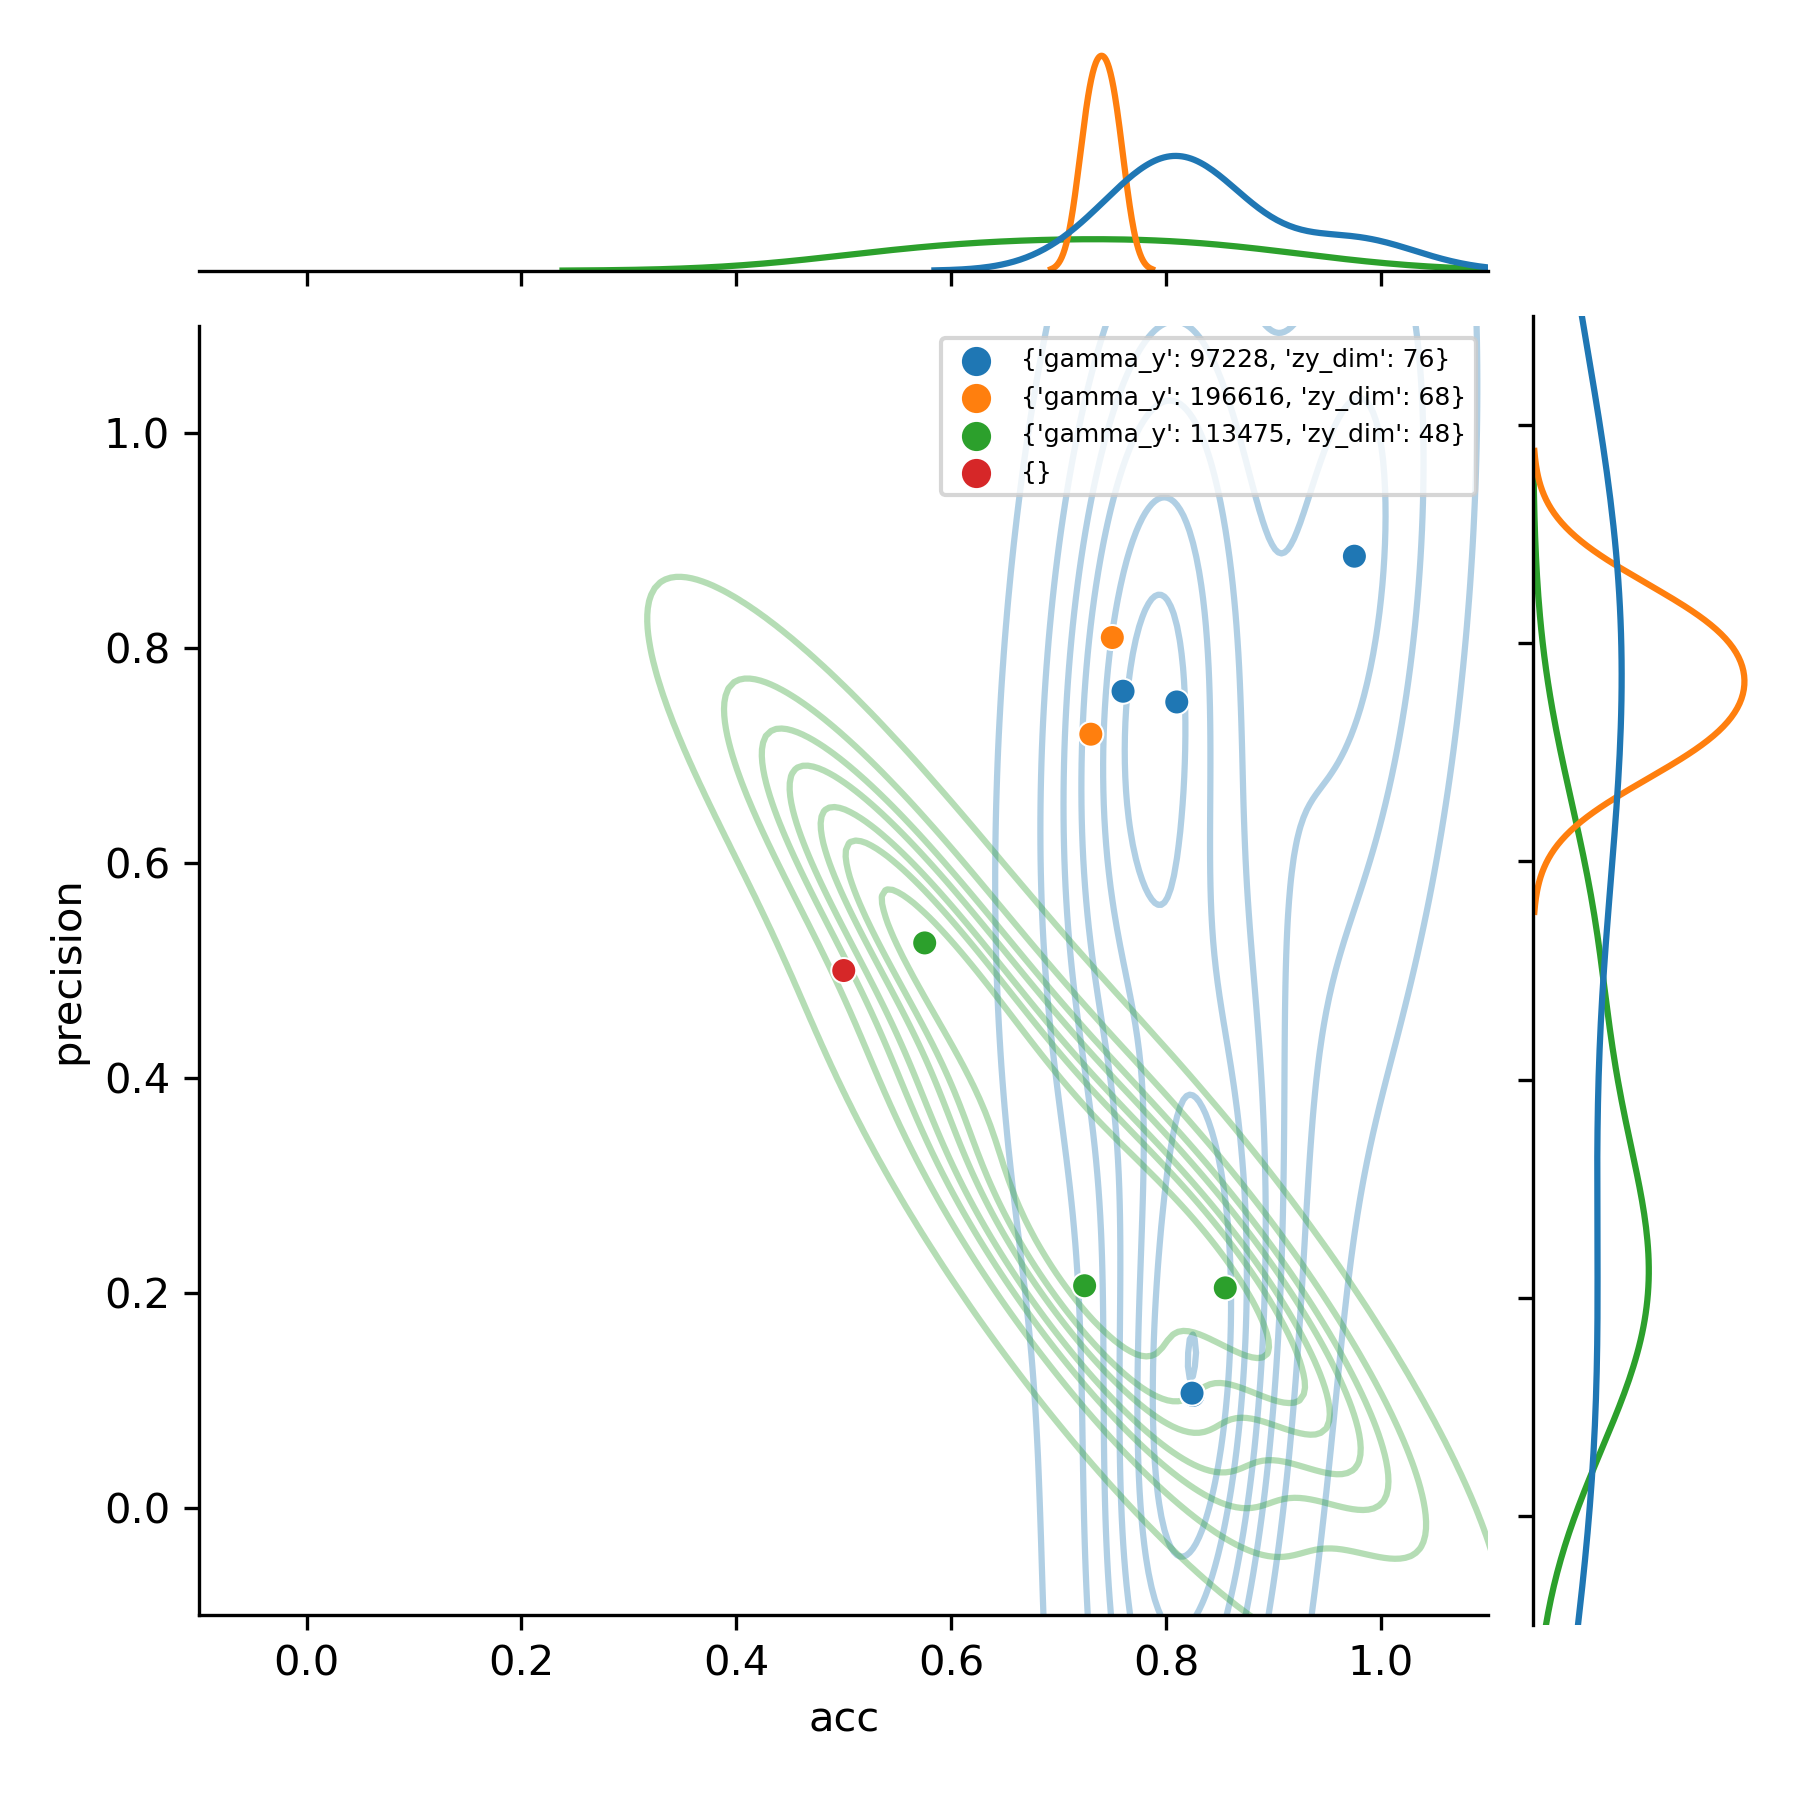 {'gamma_y': 97228, 'zy_dim': 76}
{'gamma_y': 196616, 'zy_dim': 68}
{'gamma_y': 113475, 'zy_dim': 48}
{}
1.0
0.8
0.6
0.4
0.2
0.0
precision
0.0 0.2 0.4 0.6 0.8 1.0
acc